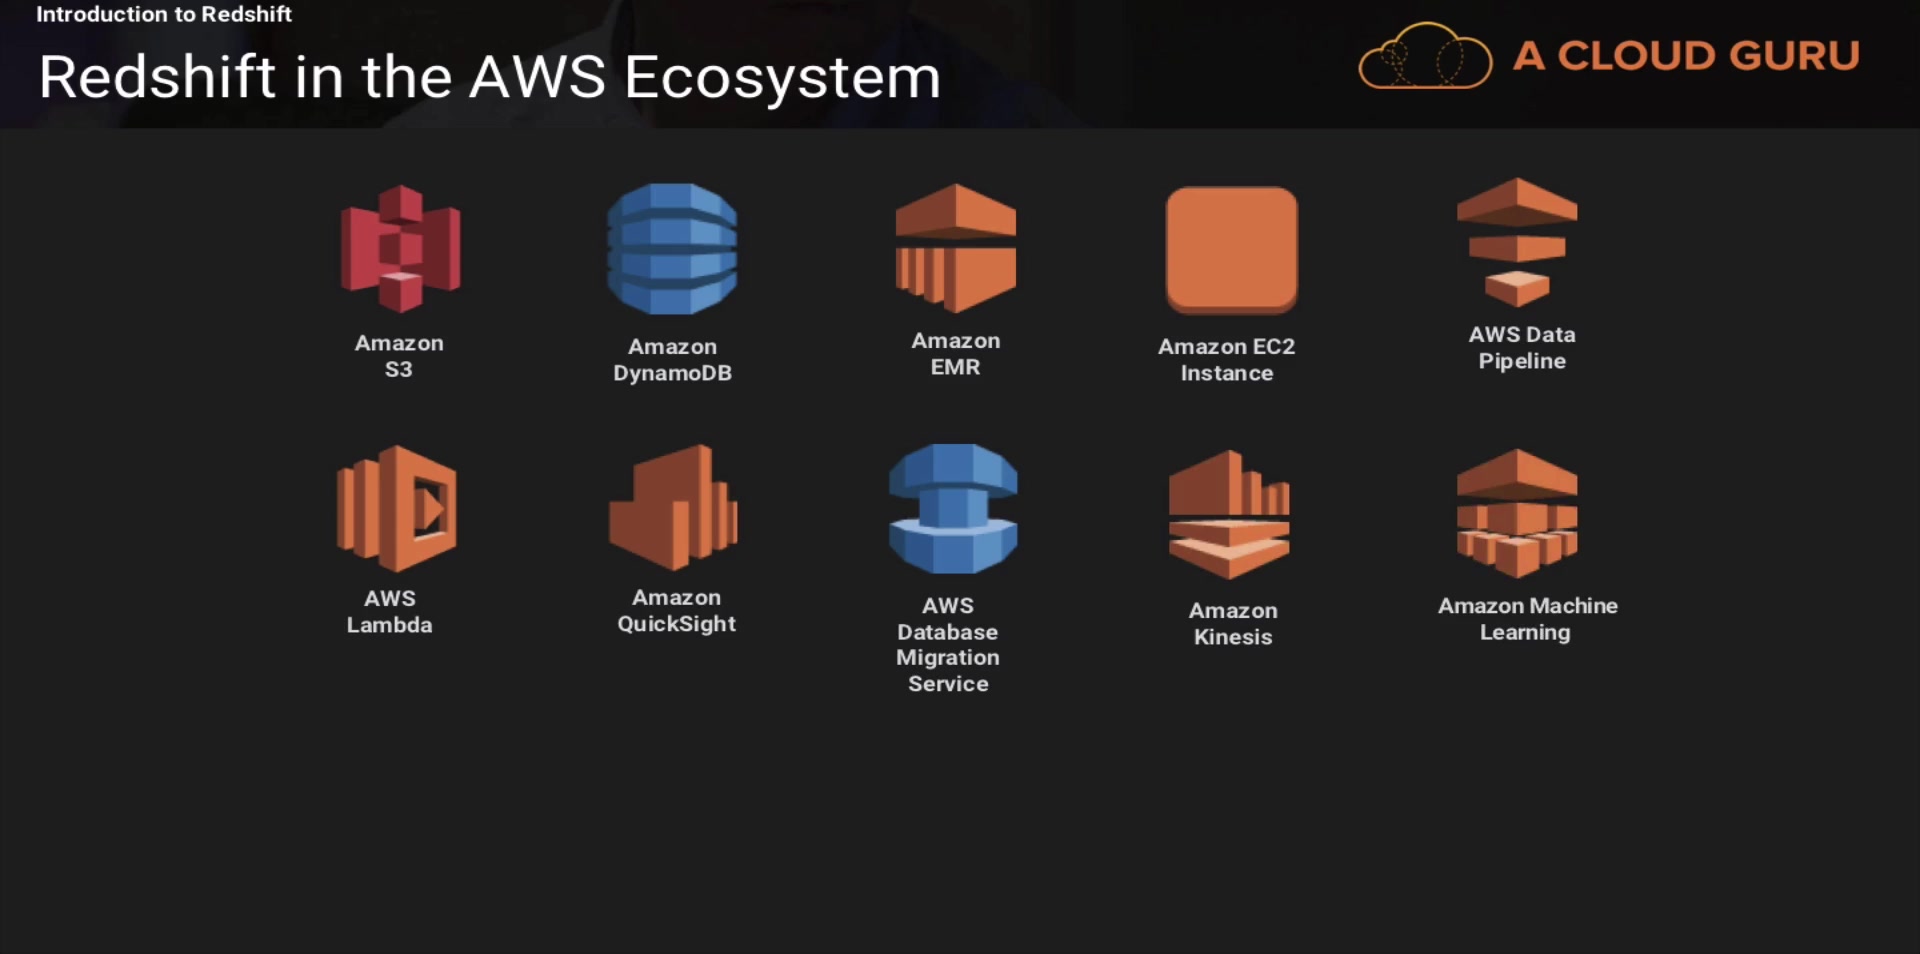 Introduction to Redshift
Redshift in the AWS Ecosystem
A CLOUD GURU
Amazon
S3
Amazon
DynamoDB
Amazon
EMR
Amazon EC2
Instance
AWS Data
Pipeline
AWS
Lambda
Amazon
QuickSight
AWS
Database
Migration
Service
Amazon
Kinesis
Amazon Machine
Learning